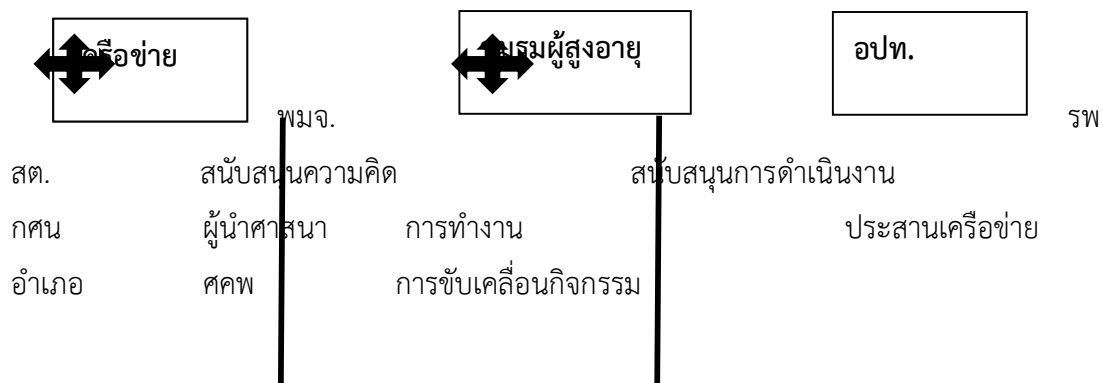 เครือข่าย ชมรมผู้สูงอายุ อปท.
พมจ. รพ
สต. สนับสนุนความคิด สนับสนุนการดำเนินงาน
กศน ผู้นำศาสนา การทำงาน ประสานเครือข่าย
อำเภอ ศคพ การขับเคลื่อนกิจกรรม